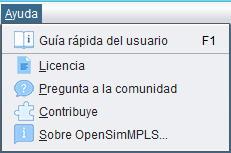 Ayuda
Guía rápida del usuario F1
Licencia
Pregunta a la comunidad
Contribuye
Sobre OpenSimMPLS...